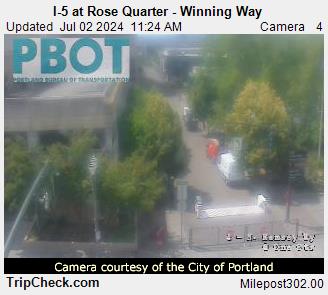 I-5 at Rose Quarter - Winning Way
Updated Jul 02 2024 11:24 AM Camera 4
PBOT
PORTLAND BUREAU OF TRANSPORTATION
Camera courtesy of the City of Portland
TripCheck.com Milepost302.00